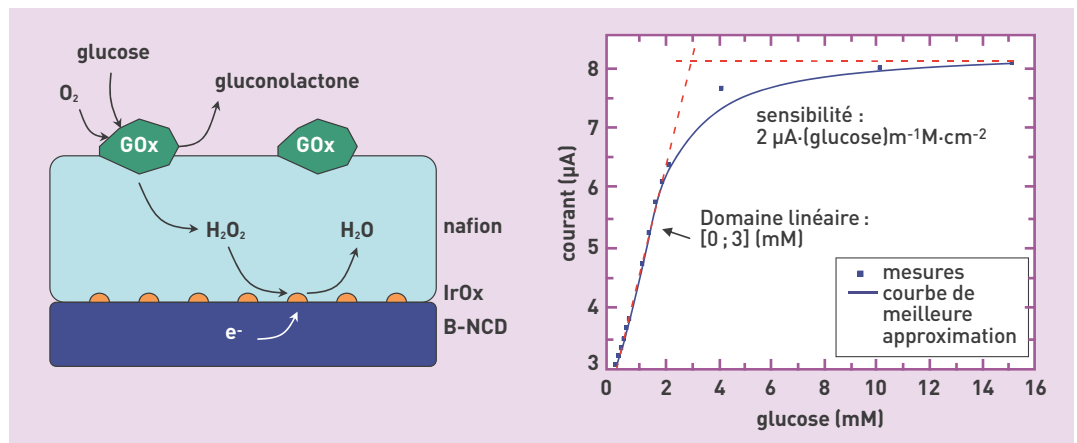 glucose
O₂
gluconolactone
GOx
GOx
H₂O₂
H₂O
nafion
IrOx
B-NCD
e⁻
courant (µA)
8
7
6
5
4
3
sensibilité :
2 µA·(glucose)m⁻¹M·cm⁻²
Domaine linéaire :
[0 ; 3] (mM)
mesures
courbe de
meilleure
approximation
0 2 4 6 8 10 12 14 16
glucose (mM)